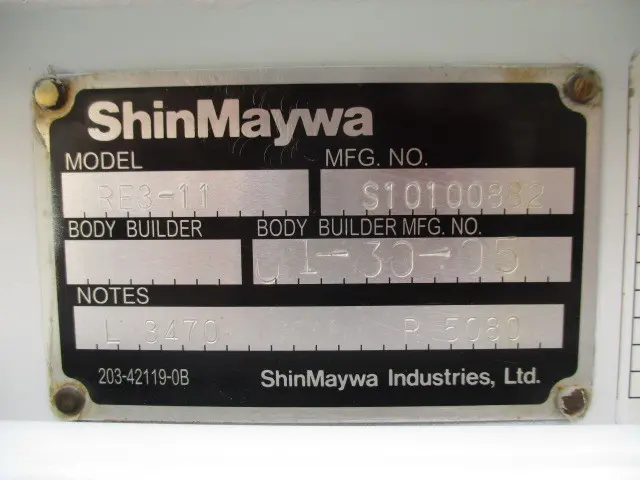 ShinMaywa
MODEL MFG. NO.
RE3-11 S10100882
BODY BUILDER BODY BUILDER MFG. NO.
01-30-05
NOTES
L 3470 R 5080
203-42119-0B ShinMaywa Industries, Ltd.